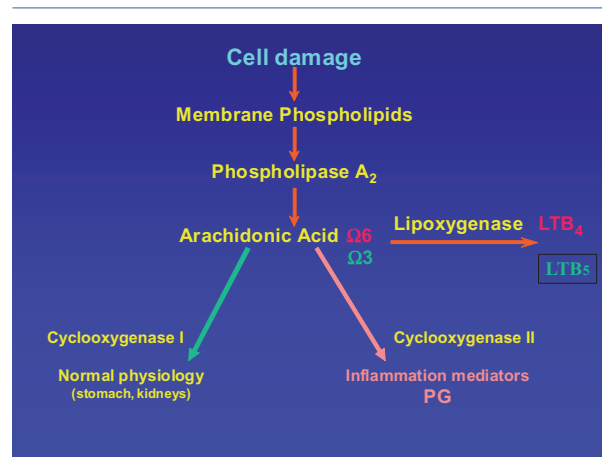 Cell damage
Membrane Phospholipids
Phospholipase A₂
Arachidonic Acid Ω6
Ω3
Lipoxygenase LTB₄
LTB₅
Cyclooxygenase I
Cyclooxygenase II
Normal physiology
(stomach, kidneys)
Inflammation mediators
PG